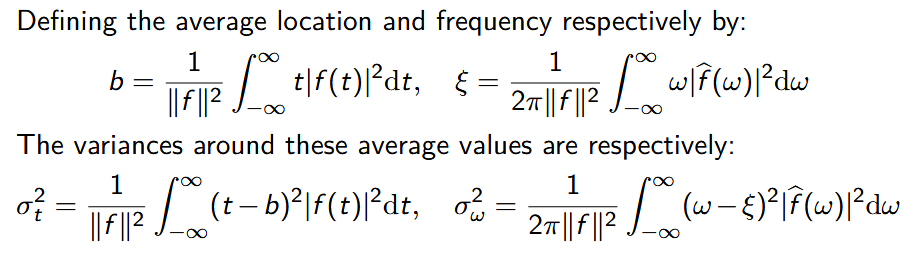 Defining the average location and frequency respectively by:
b = \frac{1}{\|f\|^2} \int_{-\infty}^{\infty} t|f(t)|^2 dt, \quad \xi = \frac{1}{2\pi\|f\|^2} \int_{-\infty}^{\infty} \omega|\widehat{f}(\omega)|^2 d\omega
The variances around these average values are respectively:
\sigma_t^2 = \frac{1}{\|f\|^2} \int_{-\infty}^{\infty} (t-b)^2|f(t)|^2 dt, \quad \sigma_\omega^2 = \frac{1}{2\pi\|f\|^2} \int_{-\infty}^{\infty} (\omega-\xi)^2|\widehat{f}(\omega)|^2 d\omega